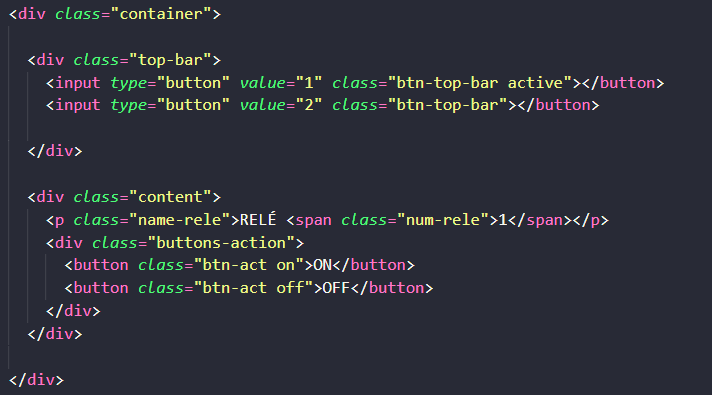 <div class="container">
<div class="top-bar">
<input type="button" value="1" class="btn-top-bar active"></button>
<input type="button" value="2" class="btn-top-bar"></button>
</div>
<div class="content">
<p class="name-rele">RELÉ <span class="num-rele">1</span></p>
<div class="buttons-action">
<button class="btn-act on">ON</button>
<button class="btn-act off">OFF</button>
</div>
</div>
</div>